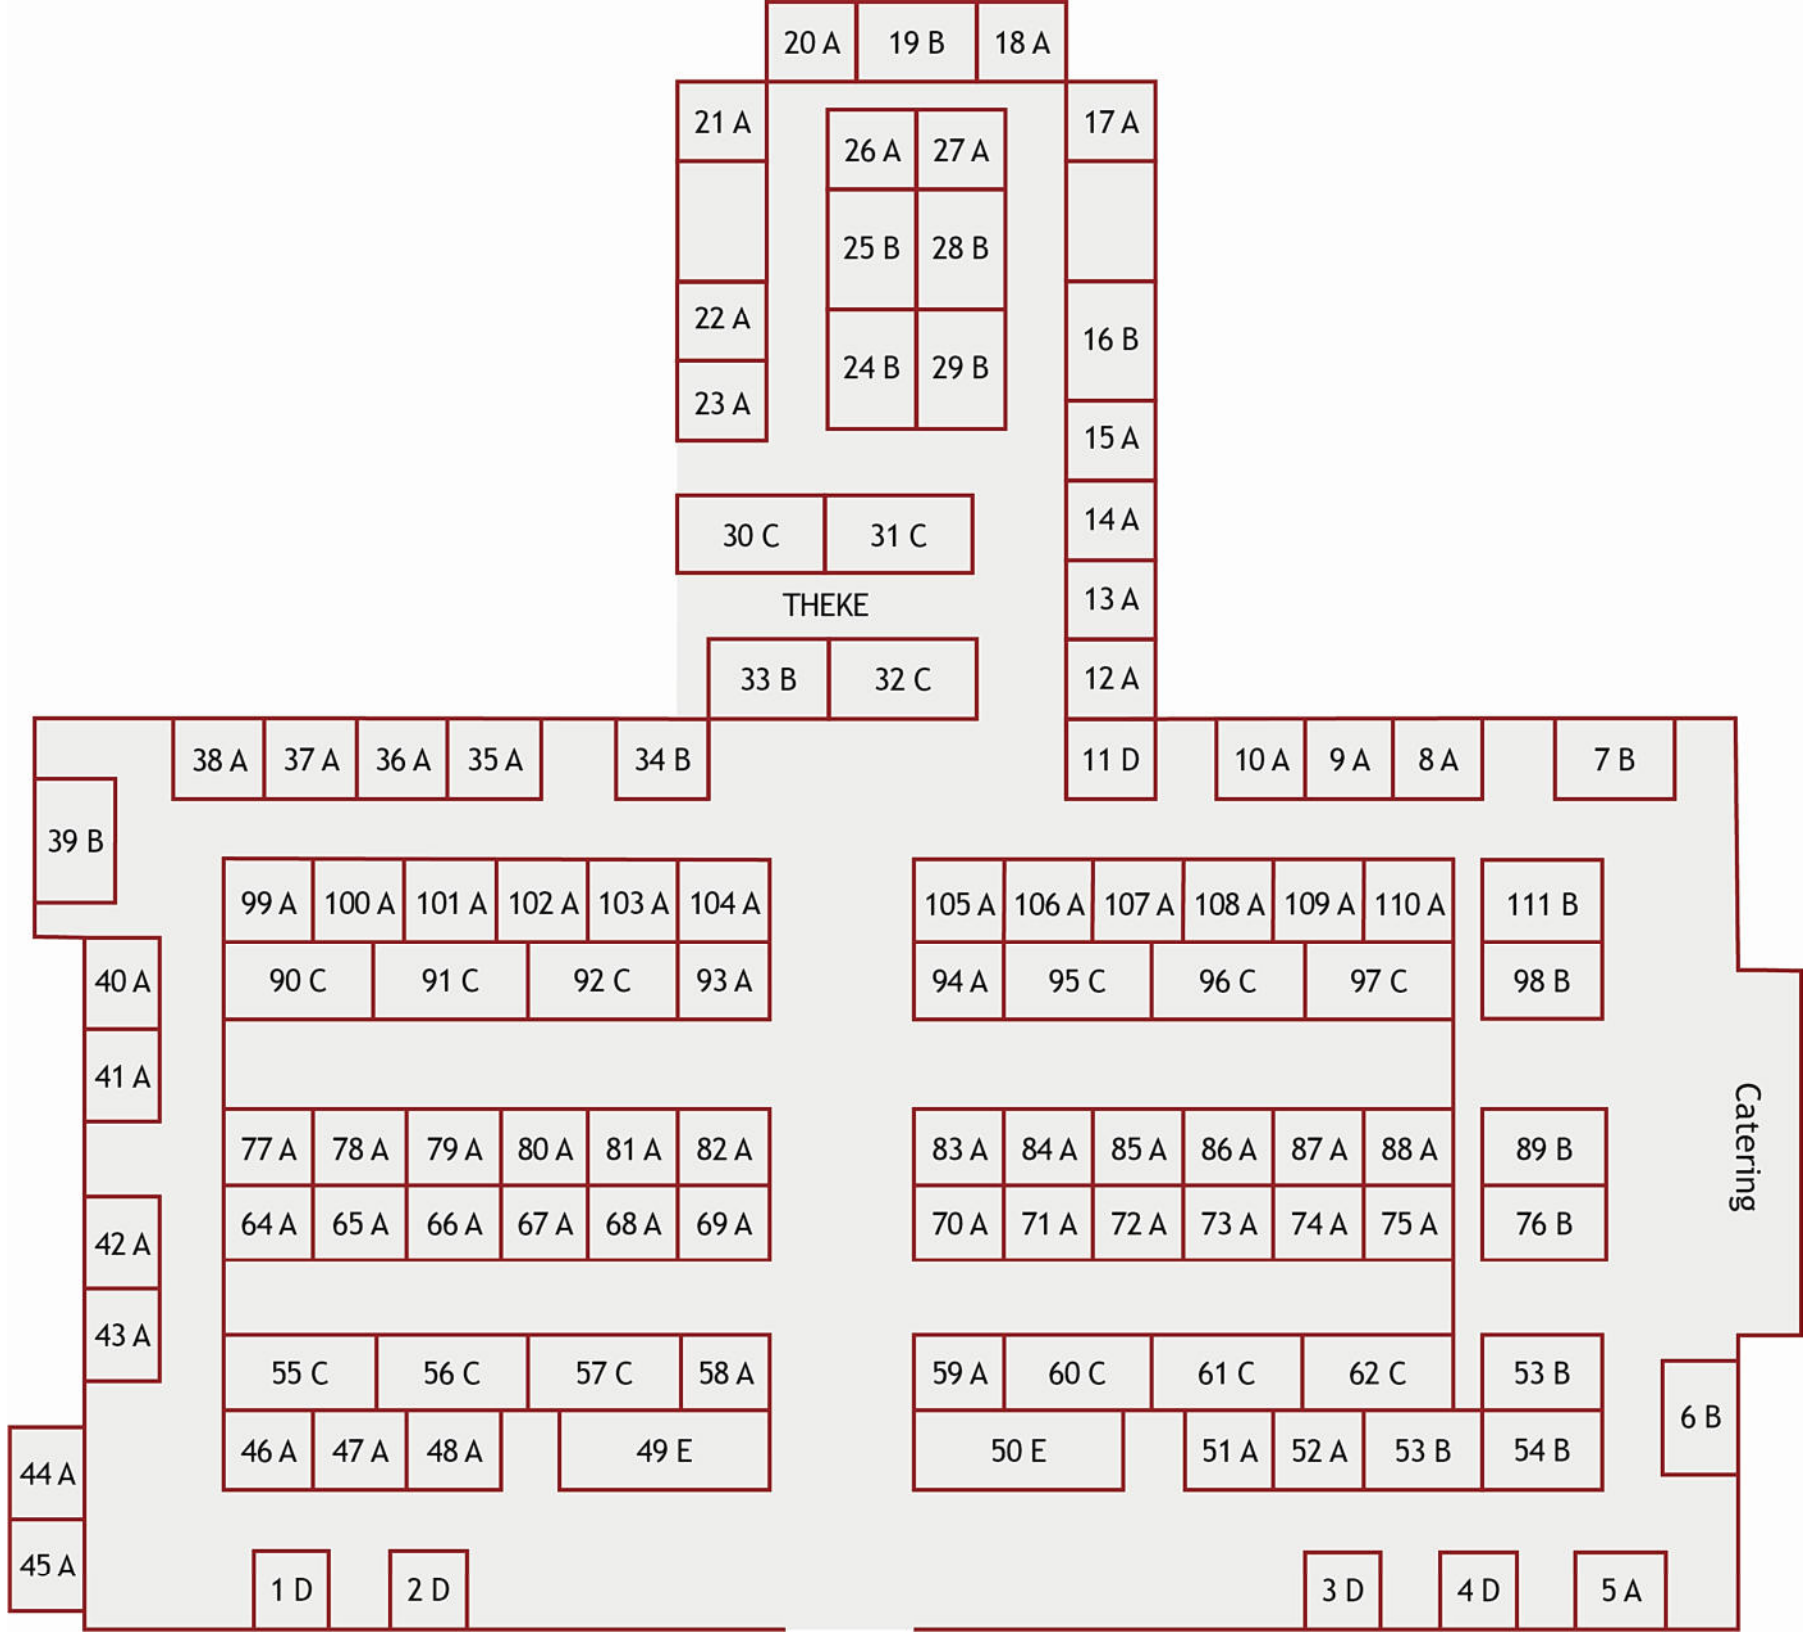 20 A 19 B 18 A
21 A 17 A
26 A 27 A
25 B 28 B
22 A 16 B
24 B 29 B
23 A 15 A
30 C 31 C 14 A
THEKE 13 A
33 B 32 C 12 A
38 A 37 A 36 A 35 A 34 B 11 D 10 A 9 A 8 A 7 B
39 B
99 A 100 A 101 A 102 A 103 A 104 A 105 A 106 A 107 A 108 A 109 A 110 A 111 B
40 A 90 C 91 C 92 C 93 A 94 A 95 C 96 C 97 C 98 B
41 A
Catering
77 A 78 A 79 A 80 A 81 A 82 A 83 A 84 A 85 A 86 A 87 A 88 A 89 B
42 A 64 A 65 A 66 A 67 A 68 A 69 A 70 A 71 A 72 A 73 A 74 A 75 A 76 B
43 A 55 C 56 C 57 C 58 A 59 A 60 C 61 C 62 C 53 B
6 B
44 A 46 A 47 A 48 A 49 E 50 E 51 A 52 A 53 B 54 B
45 A 1 D 2 D 3 D 4 D 5 A